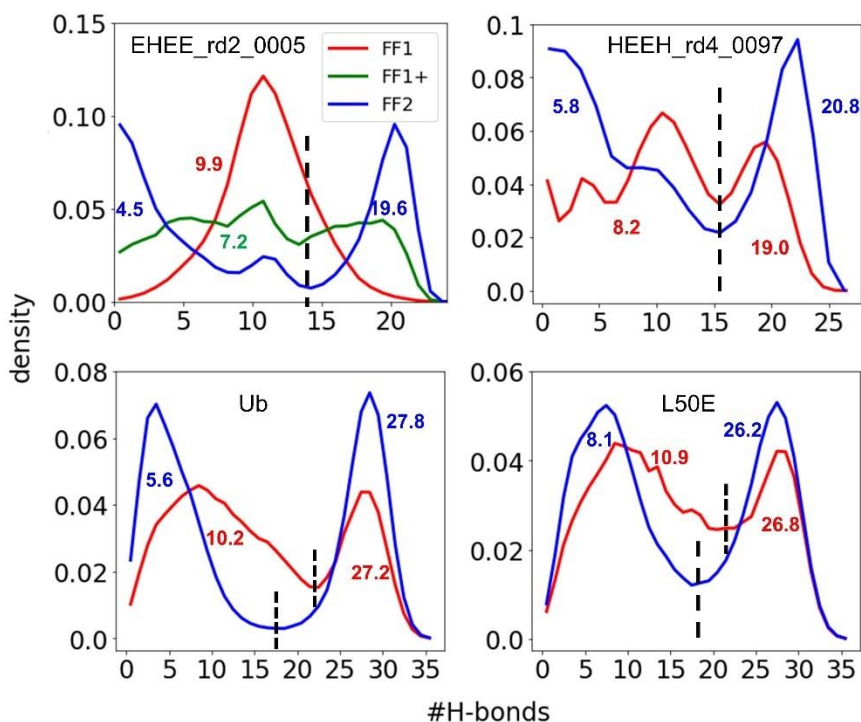 EHEE_rd2_0005
FF1
FF1+
FF2
0.15
0.10
0.05
0.00
9.9
4.5
7.2
19.6
0 5 10 15 20
HEEH_rd4_0097
0.1
0.08
0.06
0.04
0.02
0.0
5.8
20.8
8.2
19.0
0 5 10 15 20 25
density
Ub
0.08
0.06
0.04
0.02
0.0
5.6
27.8
10.2
27.2
0 5 10 15 20 25 30 35
L50E
0.06
0.04
0.02
0.0
8.1
10.9
26.2
26.8
0 5 10 15 20 25 30 35
#H-bonds